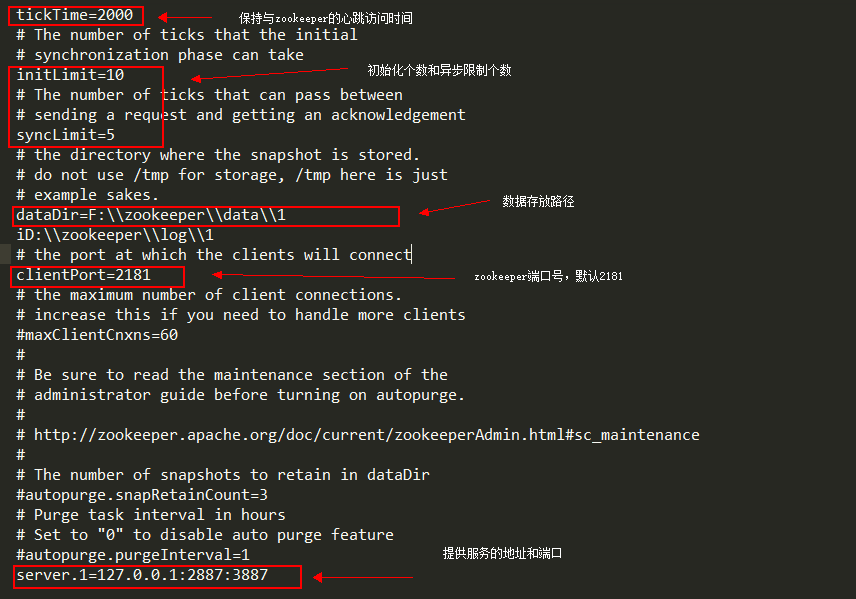 tickTime=2000 保持与zookeeper的心跳访问时间
# The number of ticks that the initial
# synchronization phase can take
initLimit=10 初始化个数和异步限制个数
# The number of ticks that can pass between
# sending a request and getting an acknowledgement
syncLimit=5
# the directory where the snapshot is stored.
# do not use /tmp for storage, /tmp here is just
# example sakes.
dataDir=F:\\zookeeper\\data\\1 数据存放路径
iD:\\zookeeper\\log\\1
# the port at which the clients will connect
clientPort=2181 zookeeper端口号，默认2181
# the maximum number of client connections.
# increase this if you need to handle more clients
#maxClientCnxns=60
#
# Be sure to read the maintenance section of the
# administrator guide before turning on autopurge.
#
# http://zookeeper.apache.org/doc/current/zookeeperAdmin.html#sc_maintenance
#
# The number of snapshots to retain in dataDir
#autopurge.snapRetainCount=3
# Purge task interval in hours
# Set to "0" to disable auto purge feature
#autopurge.purgeInterval=1 提供服务的地址和端口
server.1=127.0.0.1:2887:3887